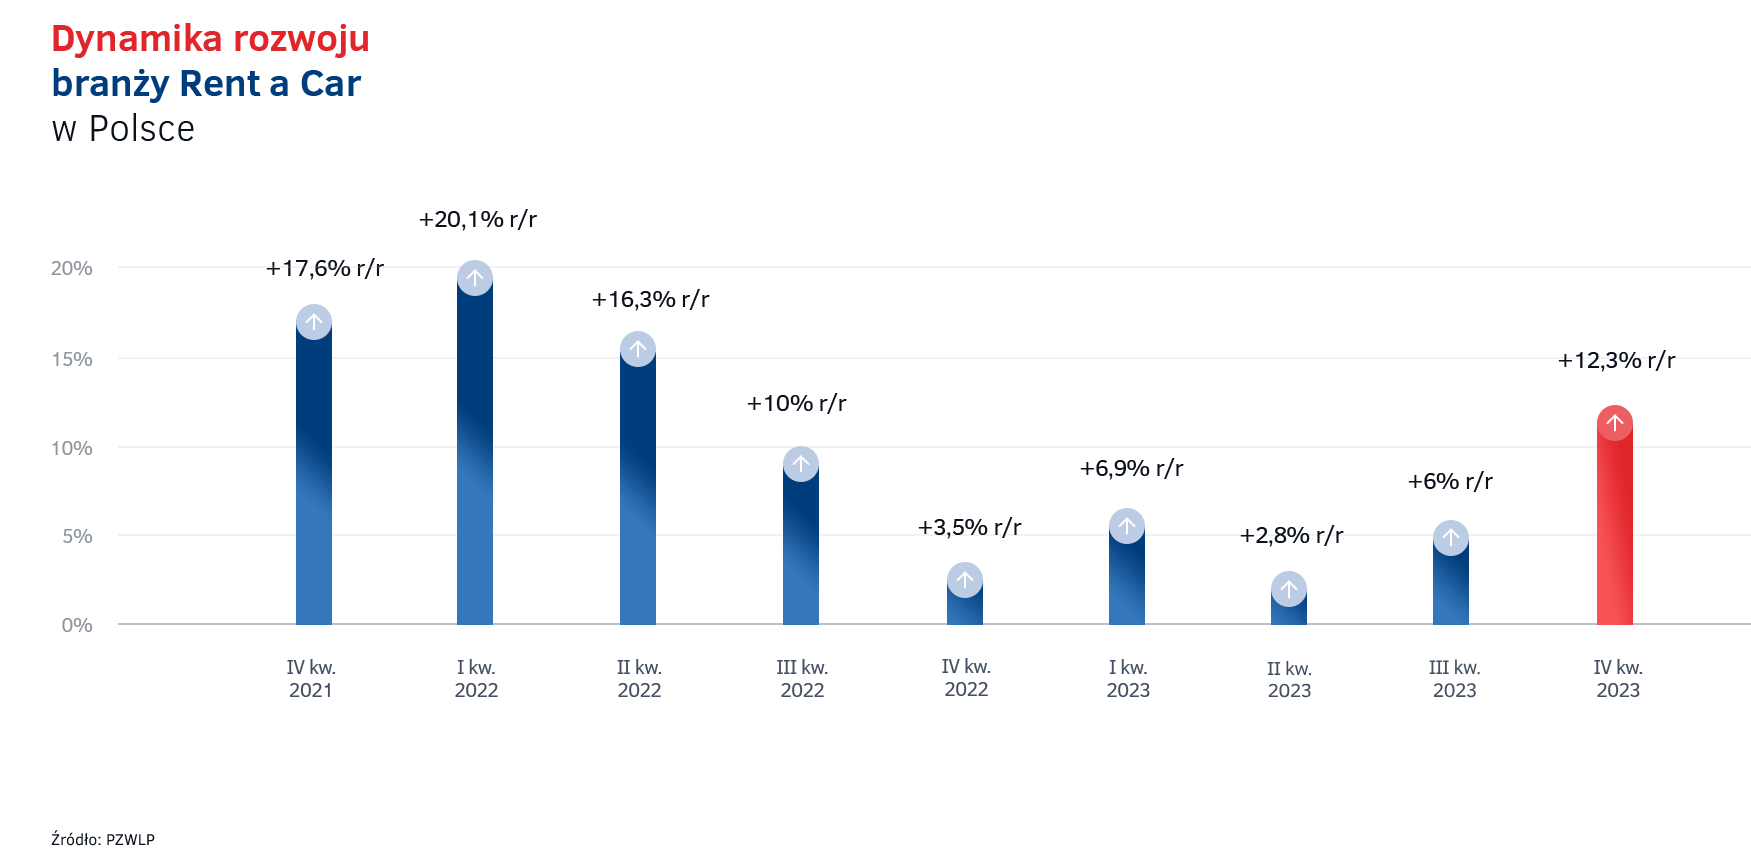 Dynamika rozwoju
branży Rent a Car
w Polsce
+20,1% r/r
20%
+17,6% r/r
+16,3% r/r
15%
+12,3% r/r
+10% r/r
10%
+6,9% r/r
+6% r/r
+3,5% r/r
5%
+2,8% r/r
0%
IV kw.
2021
I kw.
2022
II kw.
2022
III kw.
2022
IV kw.
2022
I kw.
2023
II kw.
2023
III kw.
2023
IV kw.
2023
Źródło: PZWLP